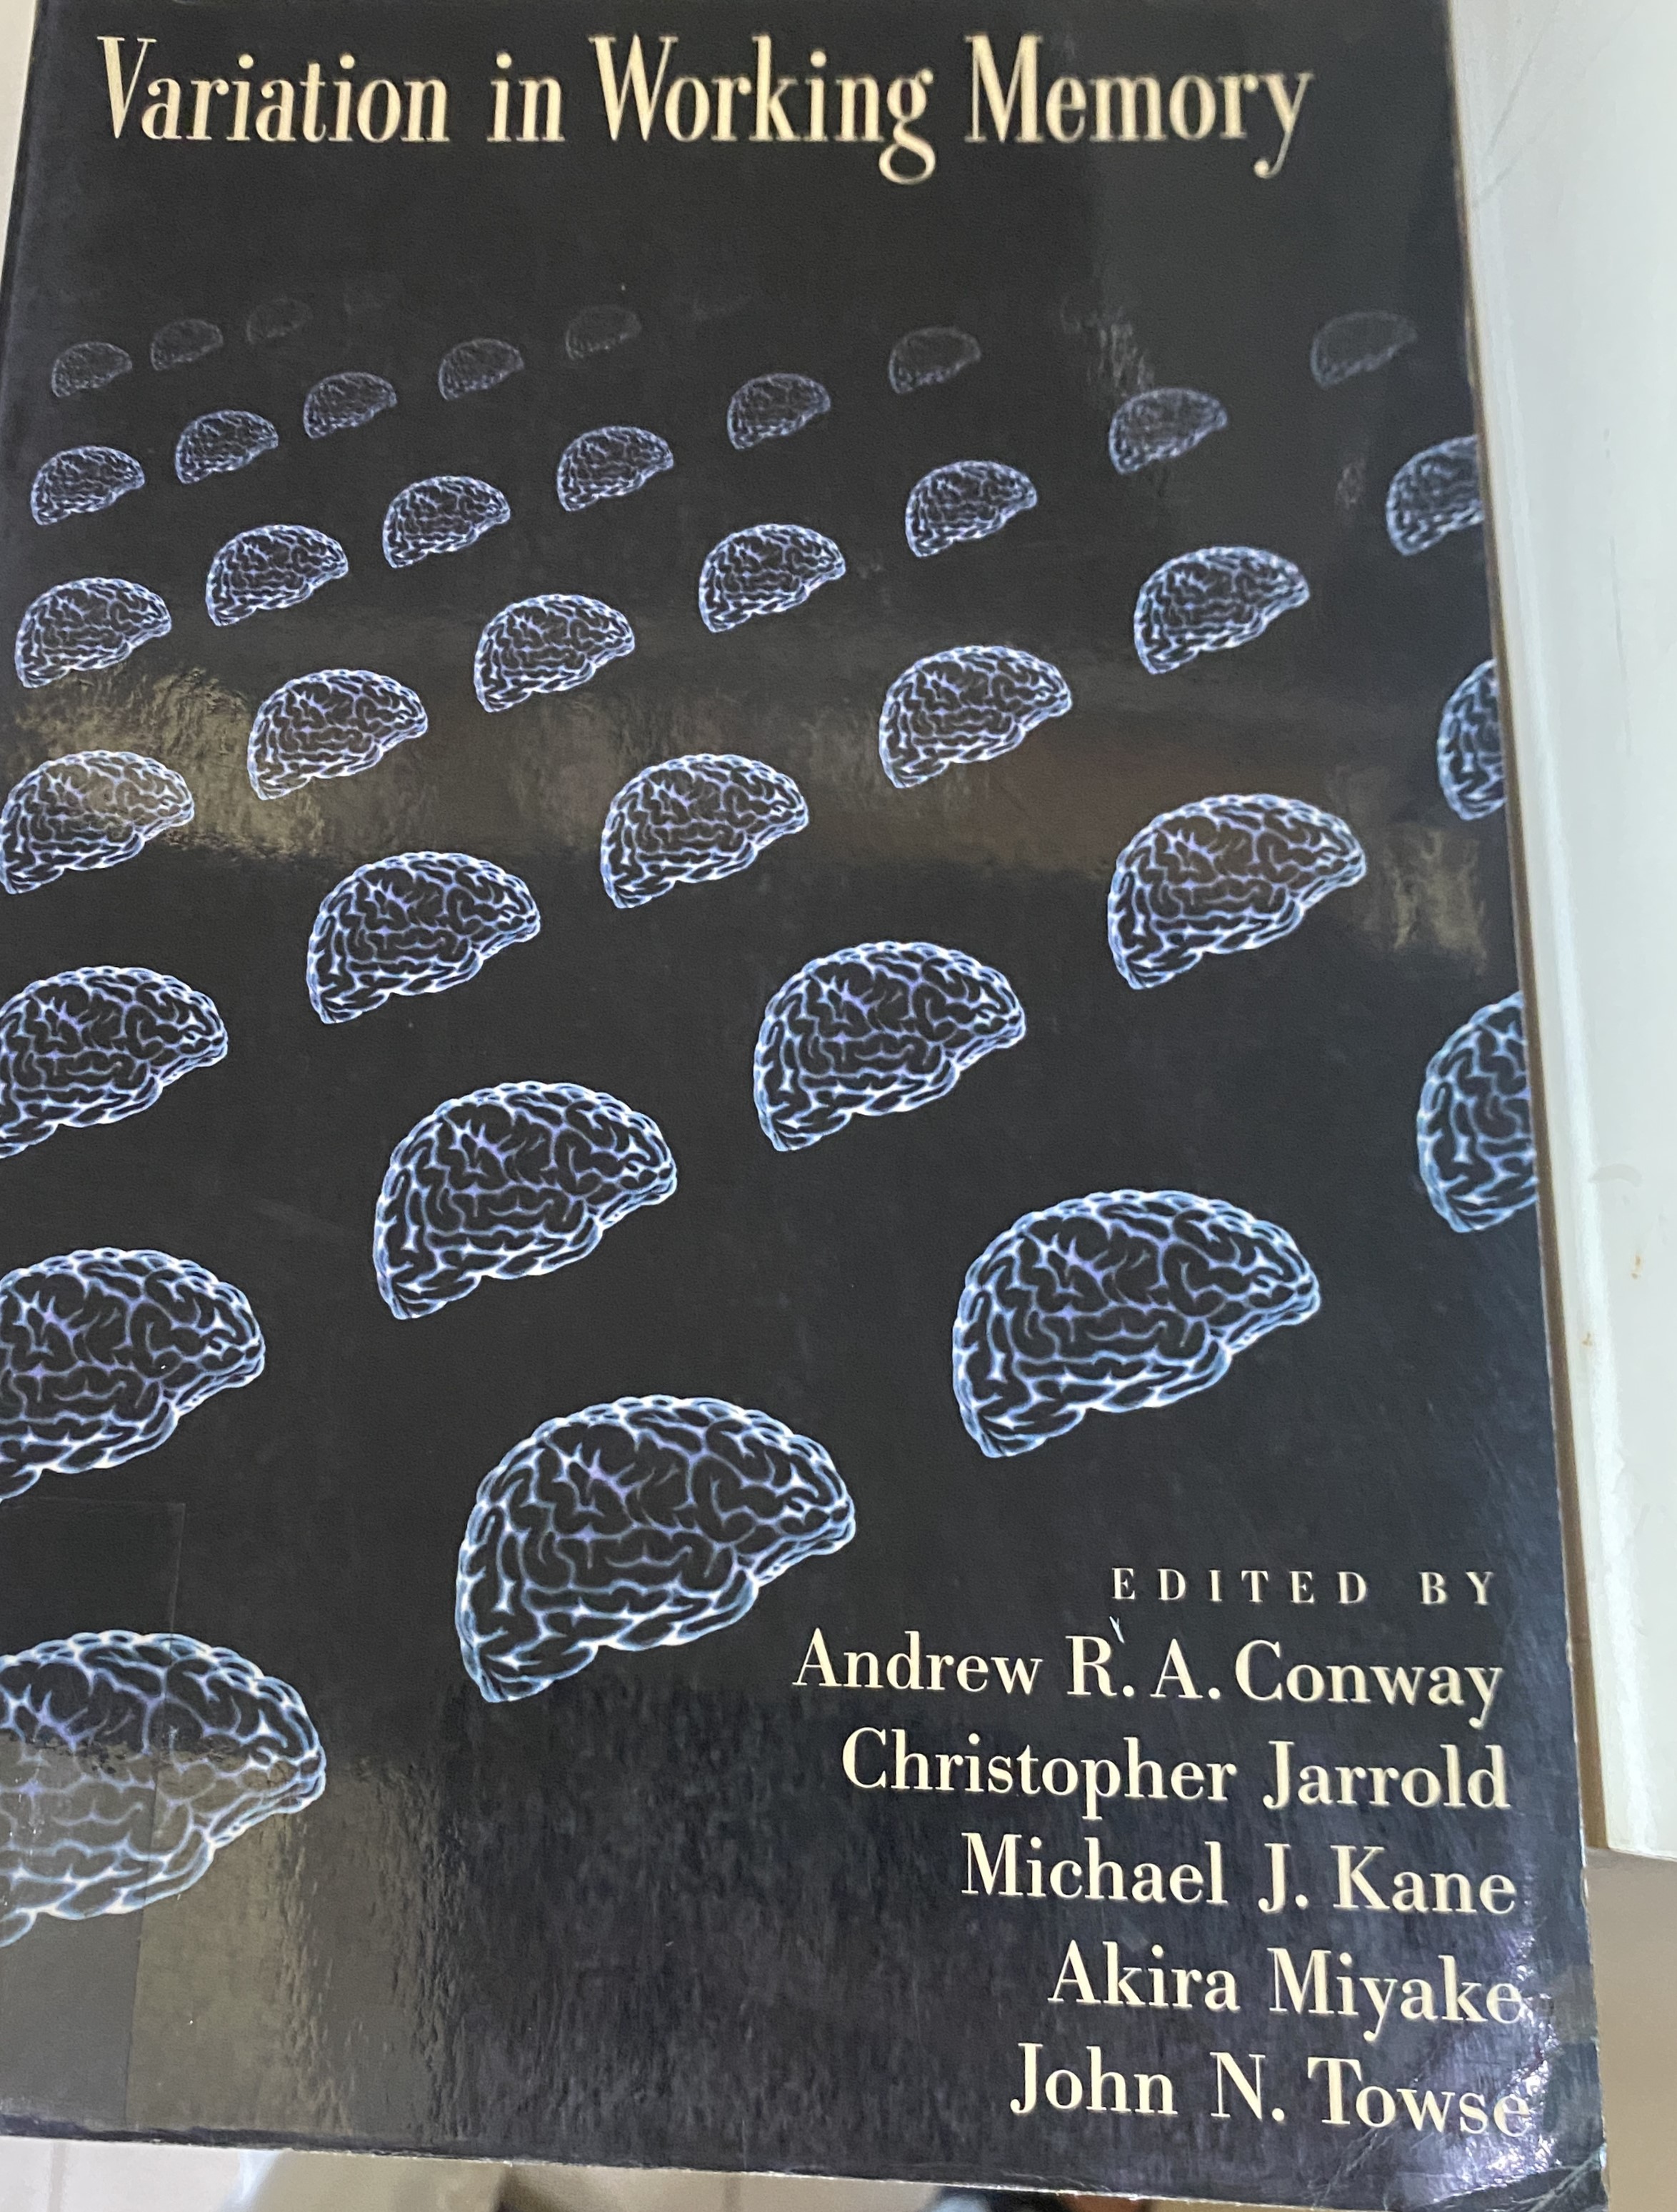 Variation in Working Memory
EDITED BY
Andrew R. A. Conway
Christopher Jarrold
Michael J. Kane
Akira Miyake
John N. Towse